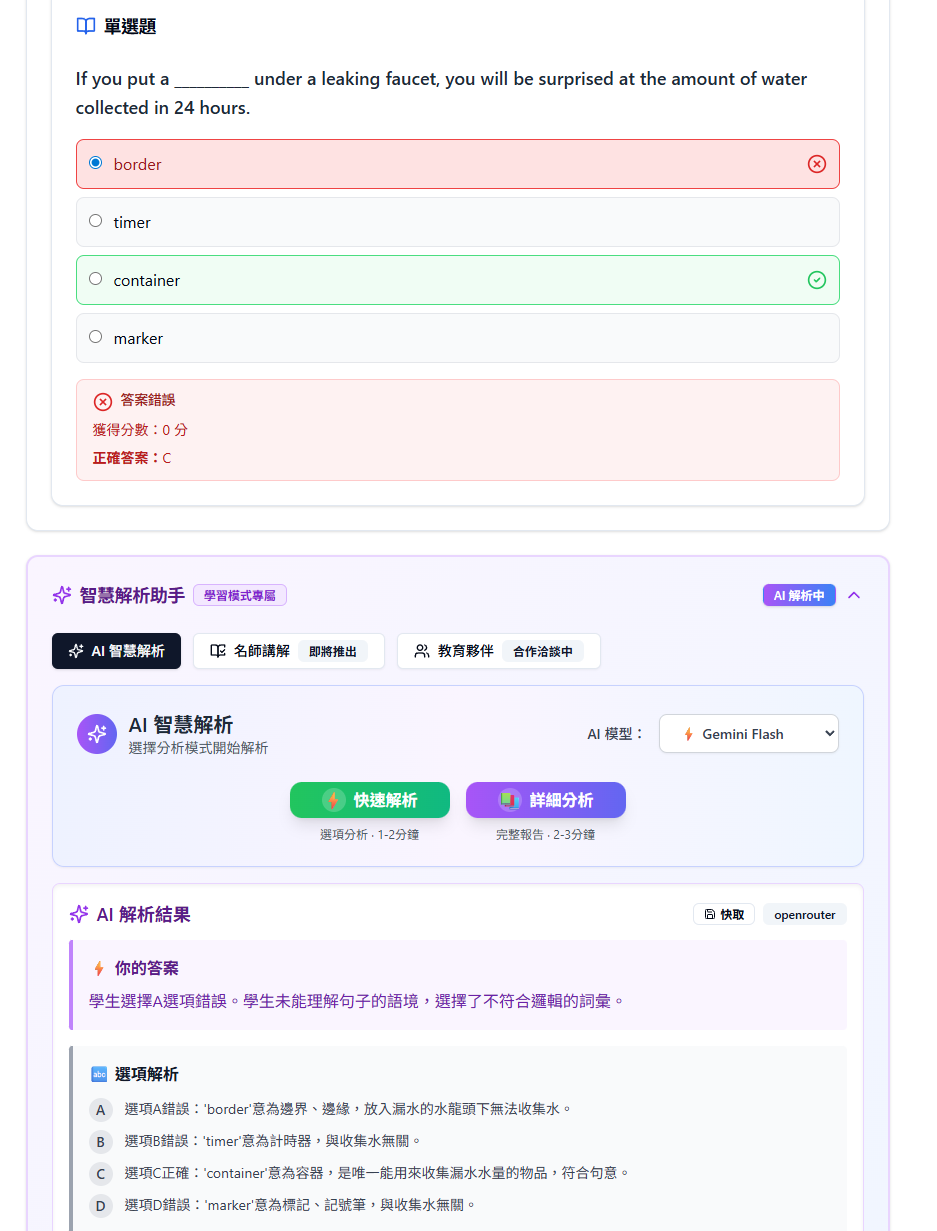 單選題
If you put a _________ under a leaking faucet, you will be surprised at the amount of water
collected in 24 hours.
border
timer
container
marker
答案錯誤
獲得分數：0 分
正確答案：C
智慧解析助手 學習模式專屬 AI 解析中
AI 智慧解析 名師講解 即將推出 教育夥伴 合作洽談中
AI 智慧解析
選擇分析模式開始解析
AI 模型： Gemini Flash
快速解析 詳細分析
選項分析 · 1-2分鐘 完整報告 · 2-3分鐘
AI 解析結果 快取 openrouter
你的答案
學生選擇A選項錯誤。學生未能理解句子的語境，選擇了不符合邏輯的詞彙。
abc 選項解析
A 選項A錯誤：'border'意為邊界、邊緣，放入漏水的水龍頭下無法收集水。
B 選項B錯誤：'timer'意為計時器，與收集水無關。
C 選項C正確：'container'意為容器，是唯一能用來收集漏水水量的物品，符合句意。
D 選項D錯誤：'marker'意為標記、記號筆，與收集水無關。